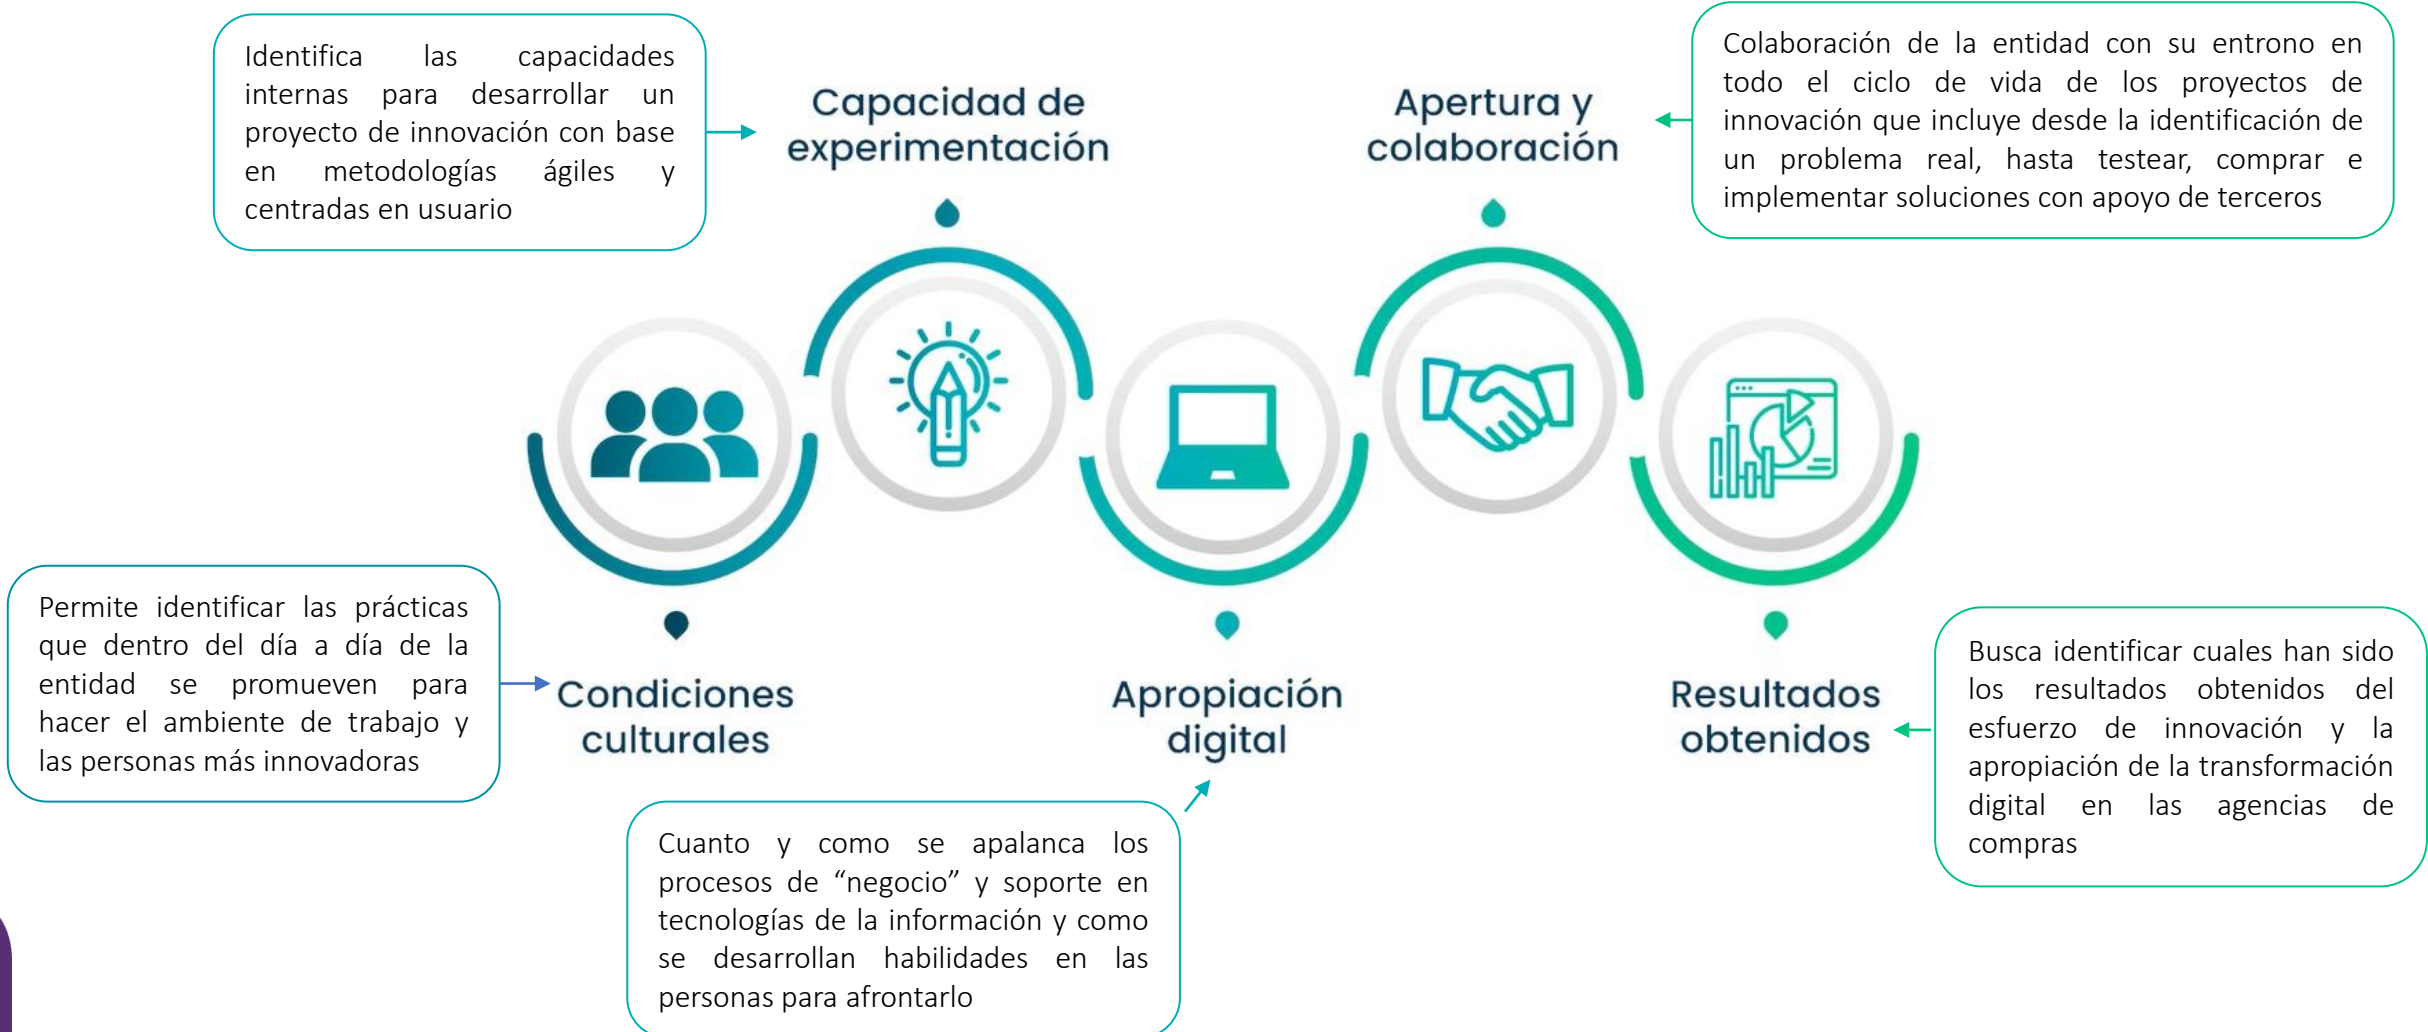 Identifica las capacidades
internas para desarrollar un
proyecto de innovación con base
en metodologías ágiles y
centradas en usuario
Capacidad de
experimentación
Apertura y
colaboración
Colaboración de la entidad con su entrono en
todo el ciclo de vida de los proyectos de
innovación que incluye desde la identificación de
un problema real, hasta testear, comprar e
implementar soluciones con apoyo de terceros
Permite identificar las prácticas
que dentro del día a día de la
entidad se promueven para
hacer el ambiente de trabajo y
las personas más innovadoras
Condiciones
culturales
Apropiación
digital
Resultados
obtenidos
Busca identificar cuales han sido
los resultados obtenidos del
esfuerzo de innovación y la
apropiación de la transformación
digital en las agencias de
compras
Cuanto y como se apalanca los
procesos de “negocio” y soporte en
tecnologías de la información y como
se desarrollan habilidades en las
personas para afrontarlo